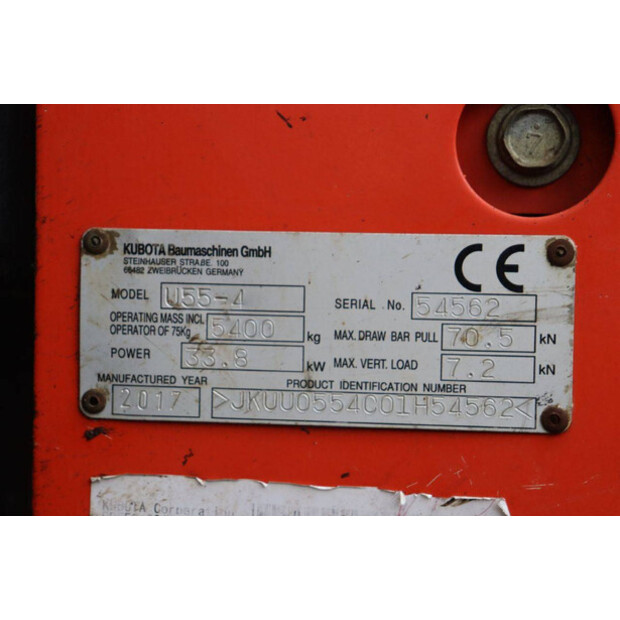 KUBOTA Baumaschinen GmbH
STEINHAUSER STRAßE. 100
66482 ZWEIBRÜCKEN GERMANY
CE
MODEL U55-4
SERIAL .No. 54562
OPERATING MASS INCL.
OPERATOR OF 75Kg 5400 kg
MAX. DRAW BAR PULL 70.5 kN
POWER 33.8 kW
MAX. VERT. LOAD 7.2 kN
MANUFACTURED YEAR
PRODUCT IDENTIFICATION NUMBER
2017
>JKUU0554C01H54562<
Kubota Corporation